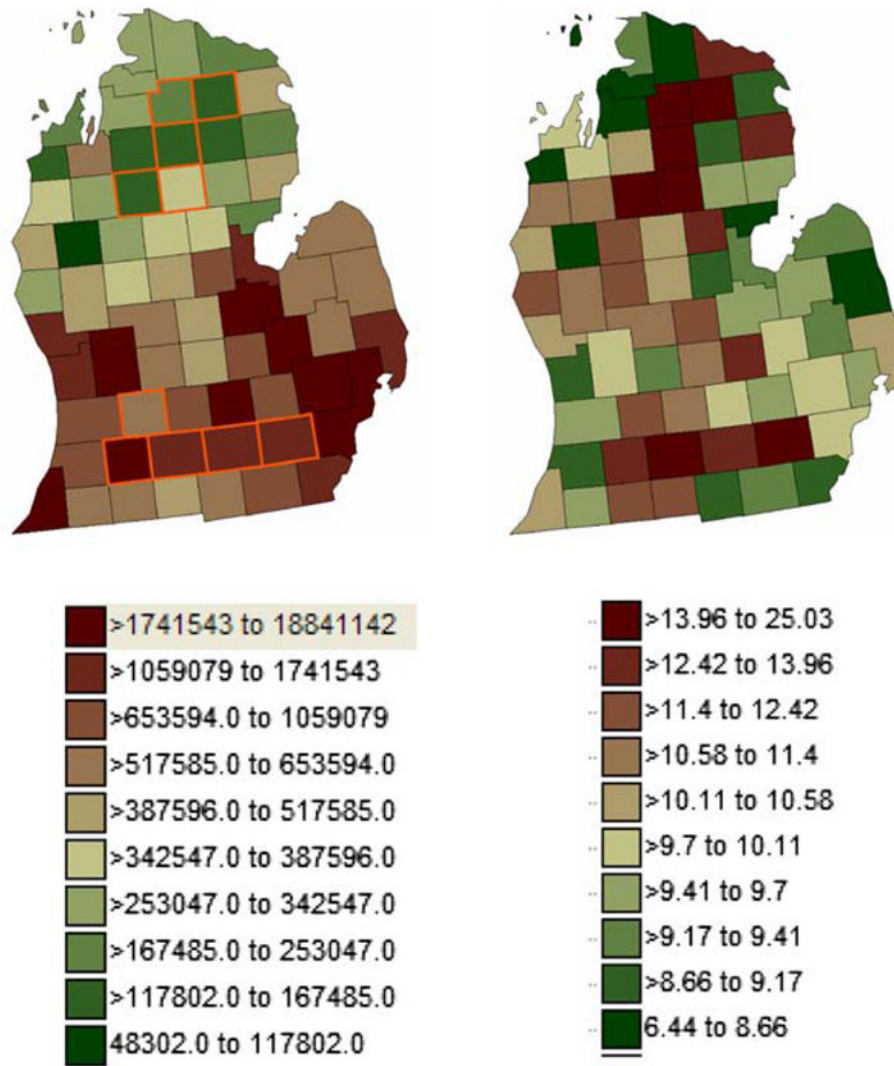 >1741543 to 18841142
>1059079 to 1741543
>653594.0 to 1059079
>517585.0 to 653594.0
>387596.0 to 517585.0
>342547.0 to 387596.0
>253047.0 to 342547.0
>167485.0 to 253047.0
>117802.0 to 167485.0
48302.0 to 117802.0
>13.96 to 25.03
>12.42 to 13.96
>11.4 to 12.42
>10.58 to 11.4
>10.11 to 10.58
>9.7 to 10.11
>9.41 to 9.7
>9.17 to 9.41
>8.66 to 9.17
6.44 to 8.66